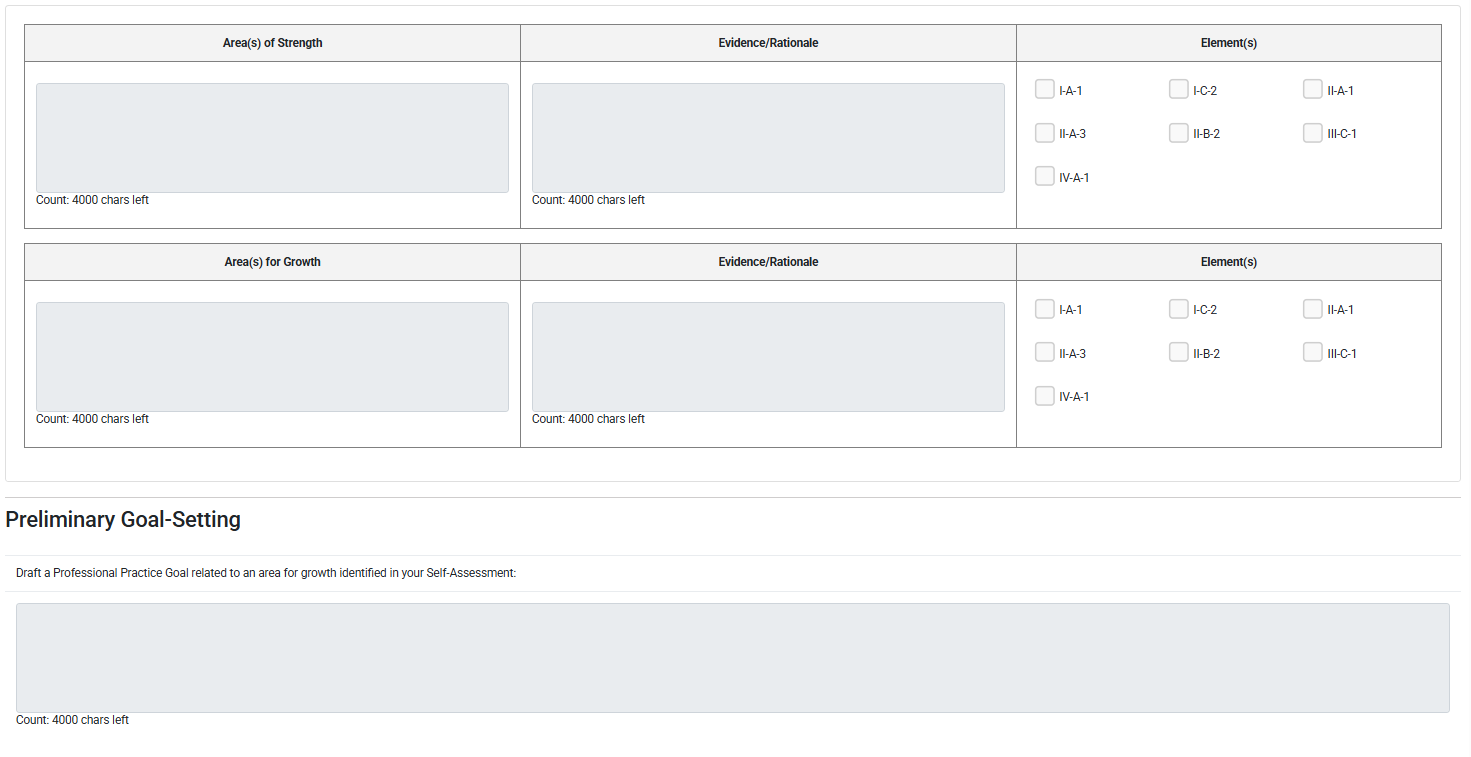 Area(s) of Strength Evidence/Rationale Element(s)
I-A-1 I-C-2 II-A-1
II-A-3 II-B-2 III-C-1
IV-A-1
Count: 4000 chars left Count: 4000 chars left
Area(s) for Growth Evidence/Rationale Element(s)
I-A-1 I-C-2 II-A-1
II-A-3 II-B-2 III-C-1
IV-A-1
Count: 4000 chars left Count: 4000 chars left
Preliminary Goal-Setting
Draft a Professional Practice Goal related to an area for growth identified in your Self-Assessment:
Count: 4000 chars left